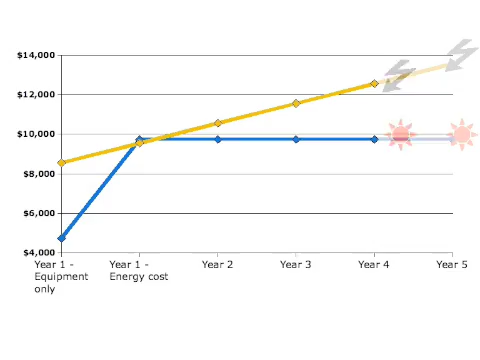 $14,000
$12,000
$10,000
$8,000
$6,000
$4,000
Year 1 -
Equipment
only
Year 1 -
Energy cost
Year 2
Year 3
Year 4
Year 5